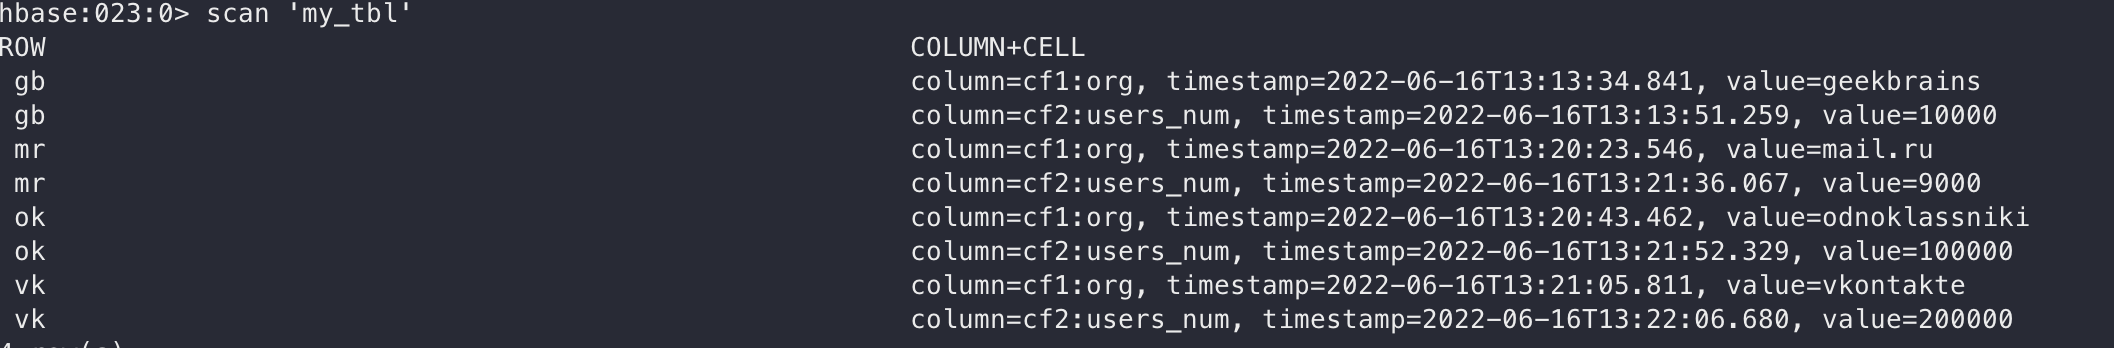 hbase:023:0> scan 'my_tbl'
ROW COLUMN+CELL
gb column=cf1:org, timestamp=2022-06-16T13:13:34.841, value=geekbrains
gb column=cf2:users_num, timestamp=2022-06-16T13:13:51.259, value=10000
mr column=cf1:org, timestamp=2022-06-16T13:20:23.546, value=mail.ru
mr column=cf2:users_num, timestamp=2022-06-16T13:21:36.067, value=9000
ok column=cf1:org, timestamp=2022-06-16T13:20:43.462, value=odnoklassniki
ok column=cf2:users_num, timestamp=2022-06-16T13:21:52.329, value=100000
vk column=cf1:org, timestamp=2022-06-16T13:21:05.811, value=vkontakte
vk column=cf2:users_num, timestamp=2022-06-16T13:22:06.680, value=200000